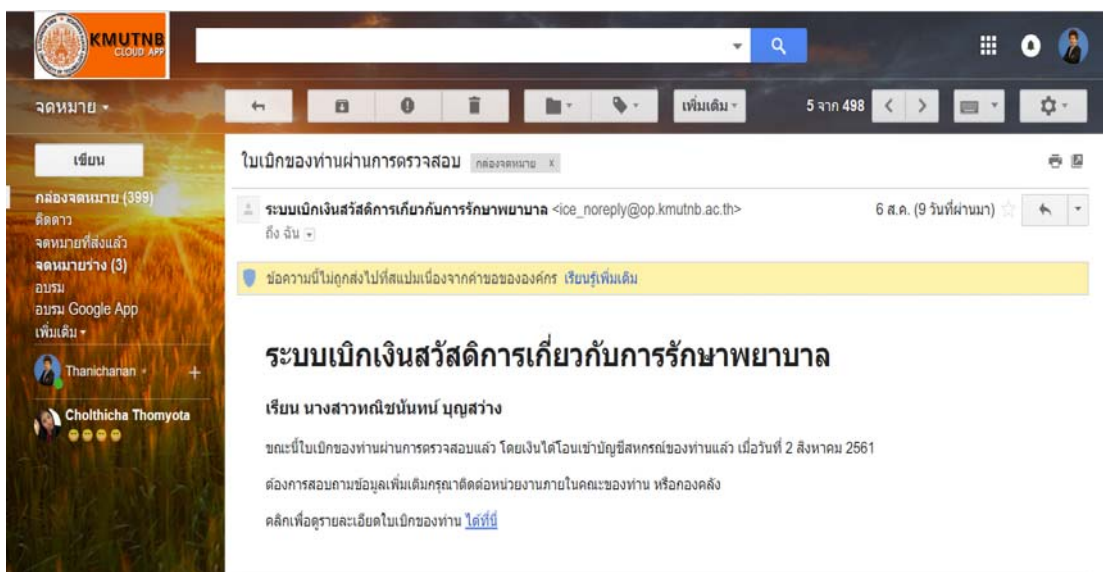 KMUTNB
CLOUD APP
จดหมาย
เพิ่มเติม
5 จาก 498
เขียน
กล่องจดหมาย (399)
ติดดาว
จดหมายที่ส่งแล้ว
จดหมายร่าง (3)
อบรม
อบรม Google App
เพิ่มเติม
Thanichanan
Cholthicha Thomyota
ใบเบิกของท่านผ่านการตรวจสอบ กล่องจดหมาย x
ระบบเบิกเงินสวัสดิการเกี่ยวกับการรักษาพยาบาล <ice_noreply@op.kmutnb.ac.th> 6 ส.ค. (9 วันที่ผ่านมา)
ถึง ฉัน
ข้อความนี้ไม่ถูกส่งไปที่สแปมเนื่องจากคำขอขององค์กร เรียนรู้เพิ่มเติม
ระบบเบิกเงินสวัสดิการเกี่ยวกับการรักษาพยาบาล
เรียน นางสาวทณิชนันทน์ บุญสว่าง
ขณะนี้ใบเบิกของท่านผ่านการตรวจสอบแล้ว โดยเงินได้โอนเข้าบัญชีสหกรณ์ของท่านแล้ว เมื่อวันที่ 2 สิงหาคม 2561
ต้องการสอบถามข้อมูลเพิ่มเติมกรุณาติดต่อหน่วยงานภายในคณะของท่าน หรือกองคลัง
คลิกเพื่อดูรายละเอียดใบเบิกของท่าน ได้ที่นี่